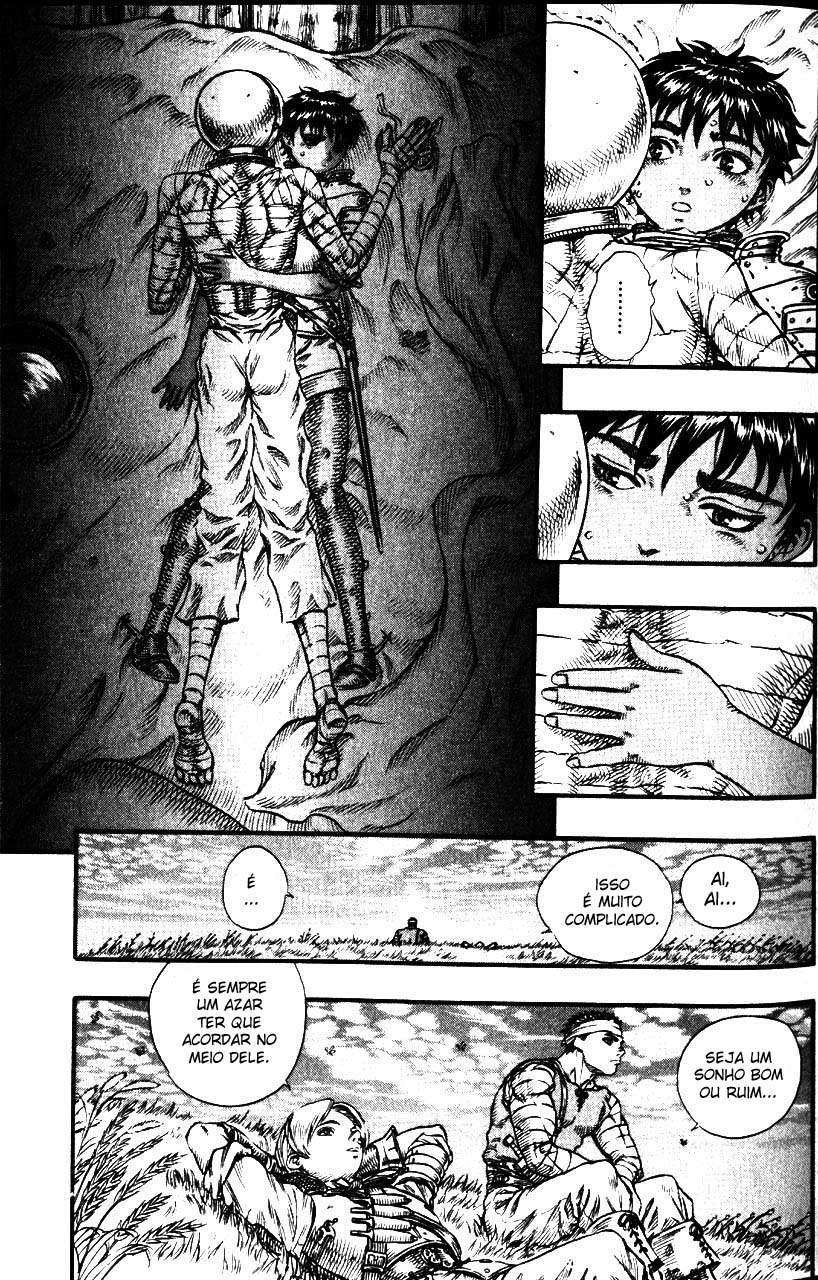 ........
AI,
AI...
ISSO
É MUITO
COMPLICADO.
É
...
SEJA UM
SONHO BOM
OU RUIM...
É SEMPRE
UM AZAR
TER QUE
ACORDAR NO
MEIO DELE.